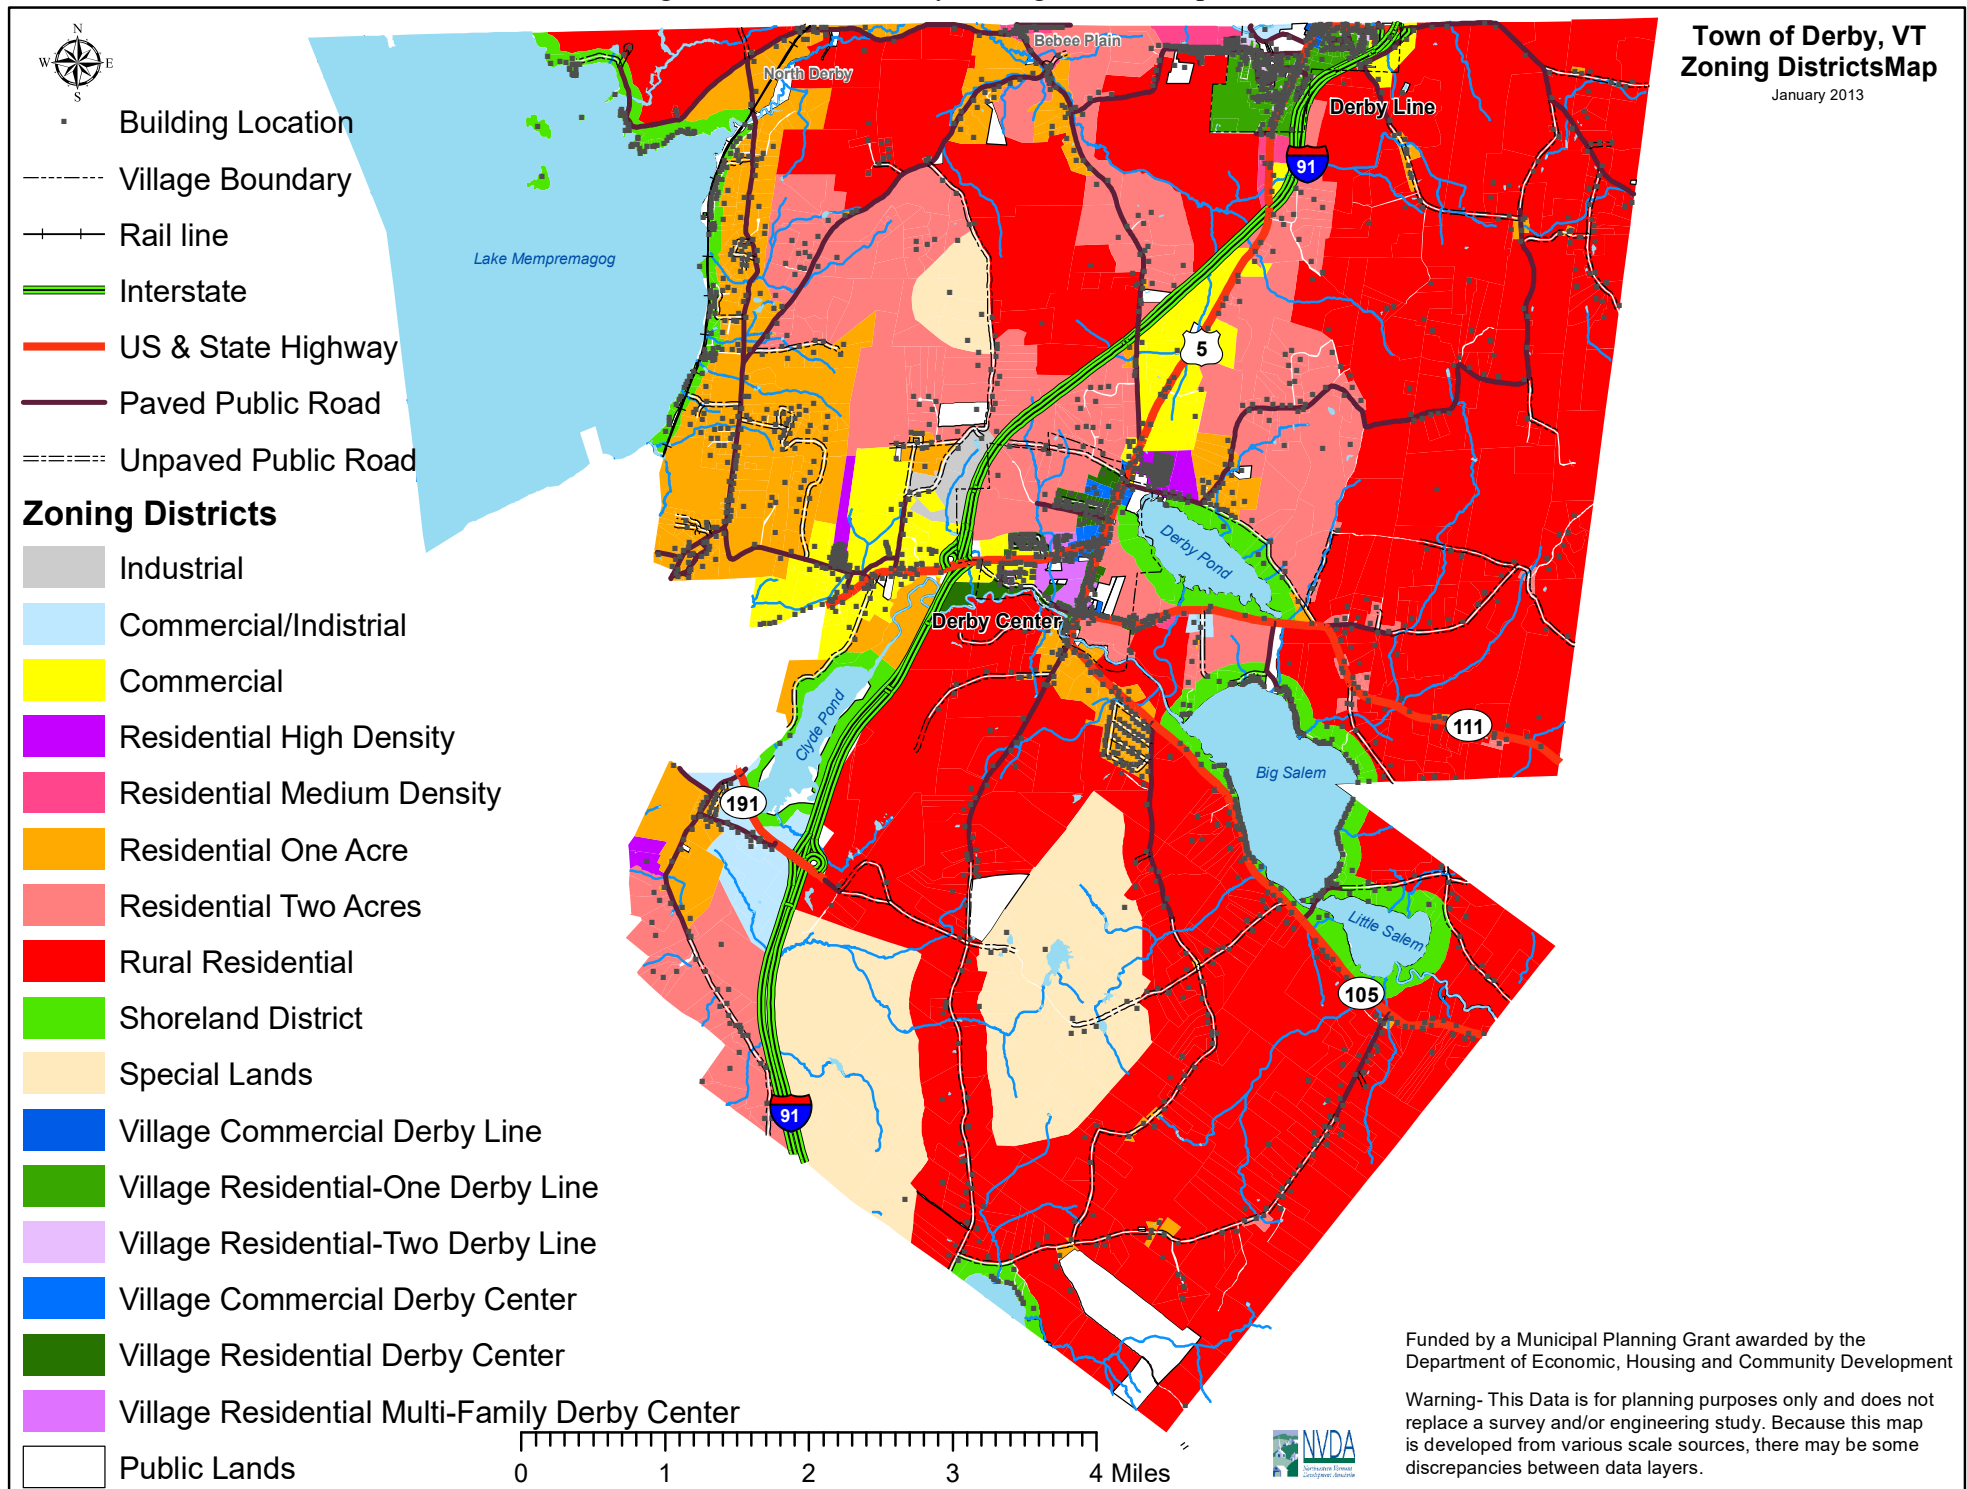 Town of Derby, VT
Zoning DistrictsMap
January 2013
N
W E
S
Building Location
Village Boundary
Rail line
Interstate
US & State Highway
Paved Public Road
Unpaved Public Road
Zoning Districts
Industrial
Commercial/Indistrial
Commercial
Residential High Density
Residential Medium Density
Residential One Acre
Residential Two Acres
Rural Residential
Shoreland District
Special Lands
Village Commercial Derby Line
Village Residential-One Derby Line
Village Residential-Two Derby Line
Village Commercial Derby Center
Village Residential Derby Center
Village Residential Multi-Family Derby Center
Public Lands
Bebee Plain
North Derby
Derby Line
91
Lake Mempremagog
5
Derby Pond
Derby Center
Clyde Pond
111
Big Salem
191
Little Salem
105
91
0 1 2 3 4 Miles
NVDA
Funded by a Municipal Planning Grant awarded by the
Department of Economic, Housing and Community Development
Warning- This Data is for planning purposes only and does not
replace a survey and/or engineering study. Because this map
is developed from various scale sources, there may be some
discrepancies between data layers.